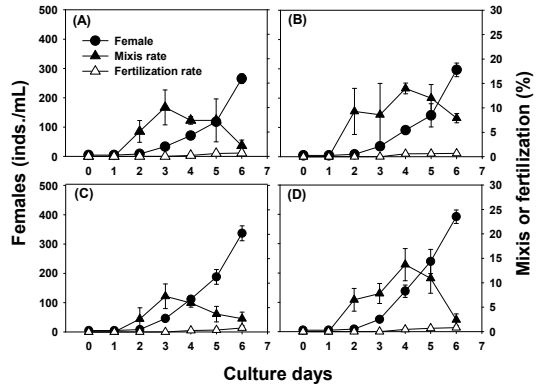 (A)
Female
Mixis rate
Fertilization rate
500
400
300
200
100
0
0 1 2 3 4 5 6 7
(B)
30
25
20
15
10
5
0
0 1 2 3 4 5 6 7
Females (inds./mL)
Mixis or fertilization (%)
(C)
500
400
300
200
100
0
0 1 2 3 4 5 6 7
(D)
30
25
20
15
10
5
0
0 1 2 3 4 5 6 7
Culture days